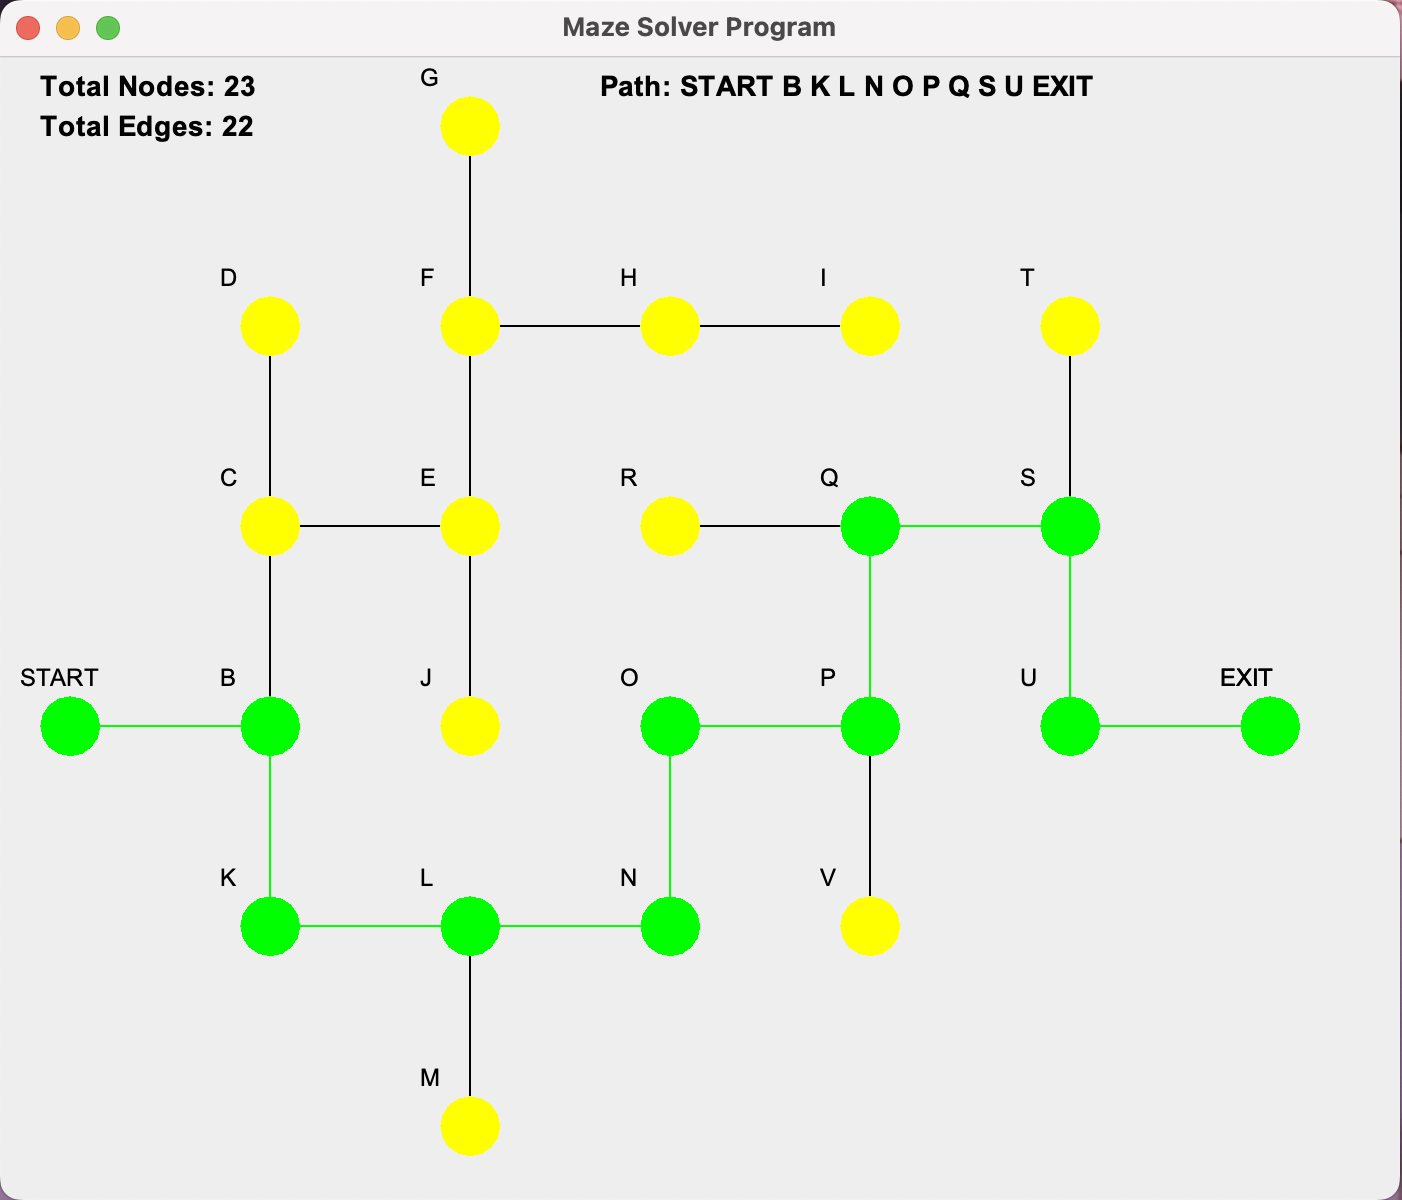 Maze Solver Program
Total Nodes: 23
Path: START B K L N O P Q S U EXIT
Total Edges: 22
G
D F H I T
C E R Q S
START B J O P U EXIT
K L N V
M